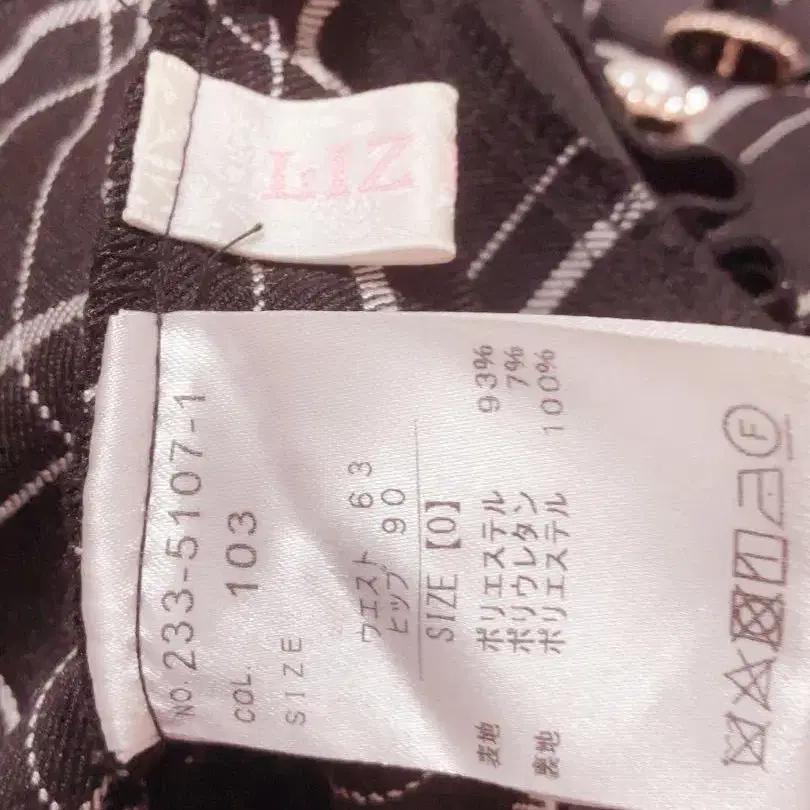 LIZ
NO. 233-5107-1
COL. 103
SIZE
ウエスト 63
ヒップ 90
SIZE【0】
表地 ポリエステル 93%
ポリウレタン 7%
裏地 ポリエステル 100%
F